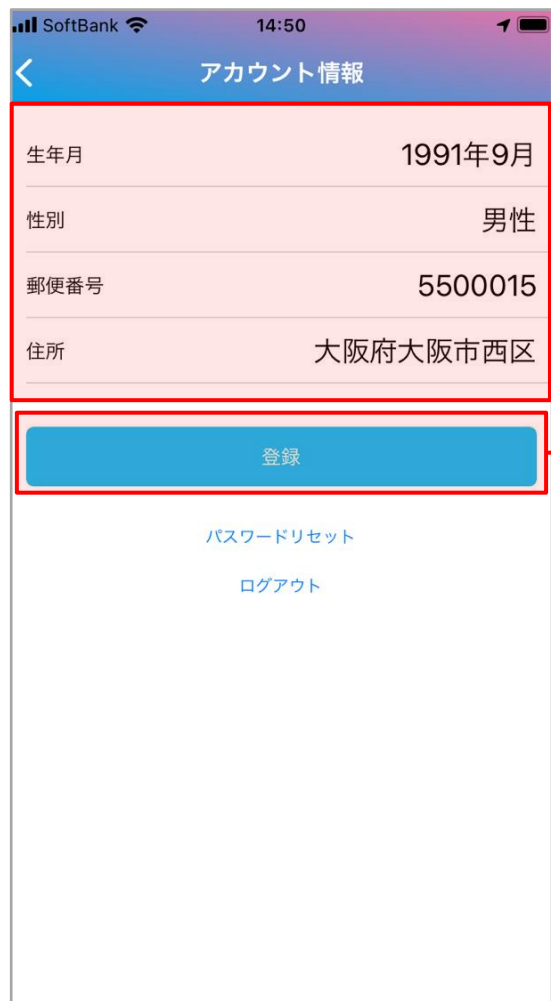 SoftBank 14:50
アカウント情報
生年月 1991年9月
性別 男性
郵便番号 5500015
住所 大阪府大阪市西区
登録
パスワードリセット
ログアウト